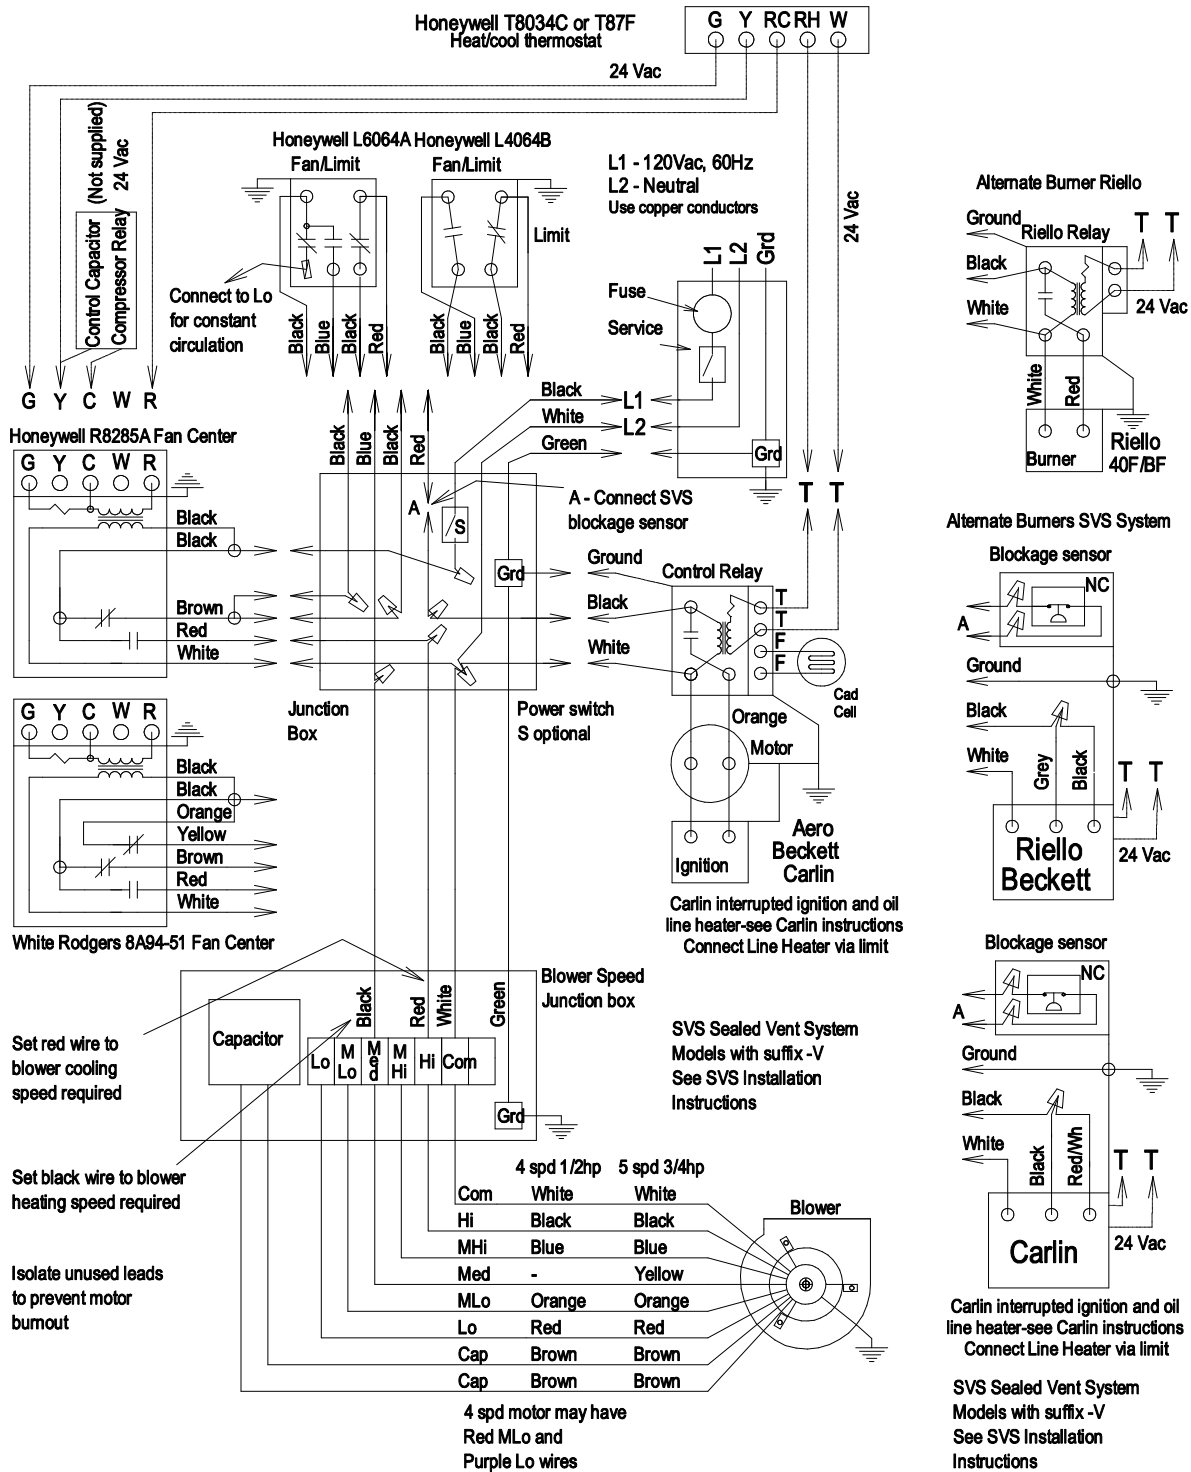 Honeywell T8034C or T87F
Heat/cool thermostat
G Y RC RH W
24 Vac
(Not supplied)
24 Vac
Control Capacitor
Compressor Relay
Honeywell L6064A
Fan/Limit
Honeywell L4064B
Fan/Limit
Limit
Connect to Lo
for constant
circulation
Black
Blue
Black
Red
Black
Blue
Black
Red
L1 - 120Vac, 60Hz
L2 - Neutral
Use copper conductors
24 Vac
L1
L2
Grd
Fuse
Service
Grd
Black
White
Green
L1
L2
G Y C W R
Honeywell R8285A Fan Center
G Y C W R
Black
Black
Brown
Red
White
Black
Blue
Black
Red
A
S
A - Connect SVS
blockage sensor
Grd
Ground
Black
White
Junction
Box
Power switch
S optional
Control Relay
T
T
T
T
F
F
Cad
Cell
Orange
Motor
Ignition
Aero
Beckett
Carlin
Carlin interrupted ignition and oil
line heater-see Carlin instructions
Connect Line Heater via limit
G Y C W R
Black
Black
Orange
Yellow
Brown
Red
White
White Rodgers 8A94-51 Fan Center
Set red wire to
blower cooling
speed required
Set black wire to blower
heating speed required
Isolate unused leads
to prevent motor
burnout
Blower Speed
Junction box
Capacitor
Black
Red
White
Green
Lo
M Lo
Med
M Hi
Hi
Com
Grd
SVS Sealed Vent System
Models with suffix -V
See SVS Installation
Instructions
4 spd 1/2hp 5 spd 3/4hp
Com White White
Hi Black Black
MHi Blue Blue
Med - Yellow
MLo Orange Orange
Lo Red Red
Cap Brown Brown
Cap Brown Brown
Blower
4 spd motor may have
Red MLo and
Purple Lo wires
Alternate Burner Riello
Ground
Black
White
Riello Relay
T T
24 Vac
White
Red
Burner
Riello
40F/BF
Alternate Burners SVS System
Blockage sensor
NC
A
Ground
Black
White
Grey
Black
T T
24 Vac
Riello
Beckett
Blockage sensor
NC
A
Ground
Black
White
Black
Red/Wh
T T
24 Vac
Carlin
Carlin interrupted ignition and oil
line heater-see Carlin instructions
Connect Line Heater via limit
SVS Sealed Vent System
Models with suffix -V
See SVS Installation
Instructions